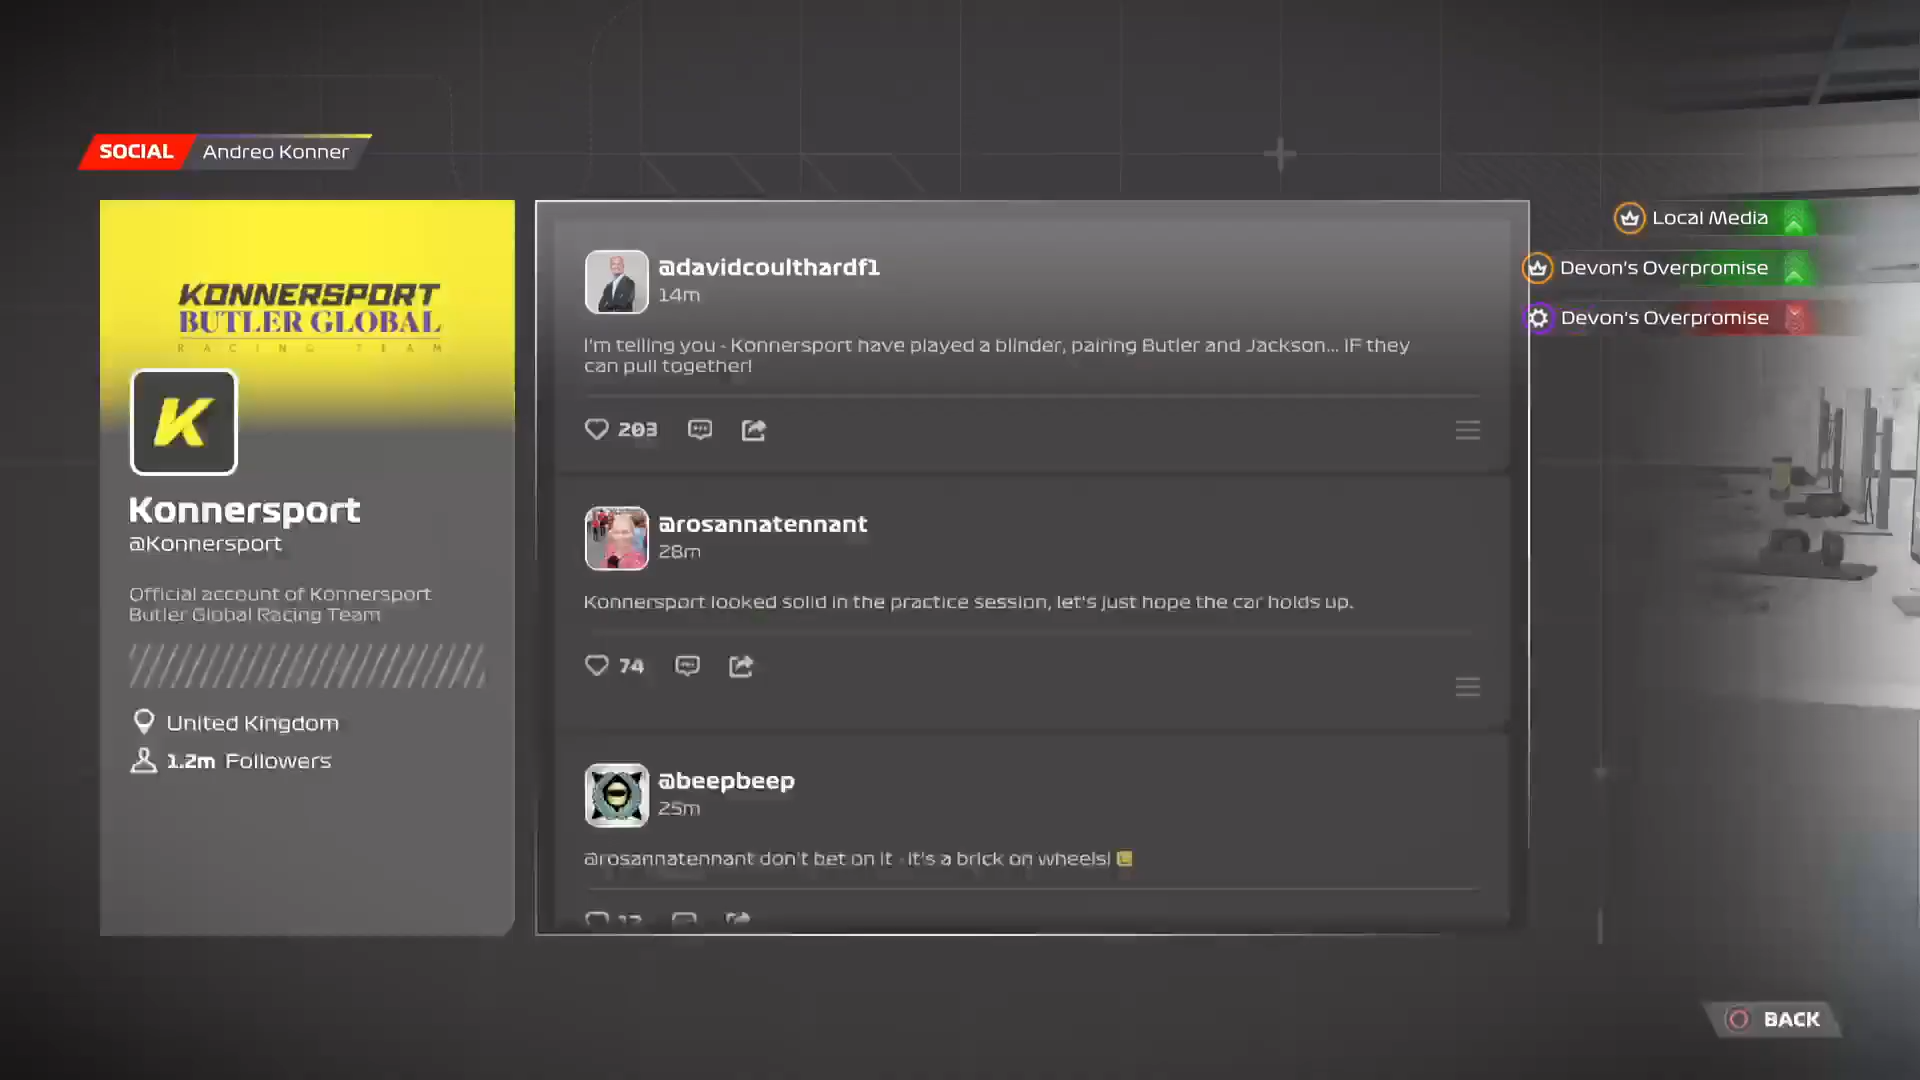 SOCIAL Andreo Konner
KONNERSPORT
BUTLER GLOBAL
RACING TEAM
K
Konnersport
@Konnersport
Official account of Konnersport
Butler Global Racing Team
United Kingdom
1.2m Followers
@davidcoulthardf1
14m
I'm telling you - Konnersport have played a blinder, pairing Butler and Jackson... IF they
can pull together!
203
@rosannatennant
28m
Konnersport looked solid in the practice session, let's just hope the car holds up.
74
@beepbeep
25m
@rosannatennant don't bet on it - it's a brick on wheels!
Local Media
Devon's Overpromise
Devon's Overpromise
BACK